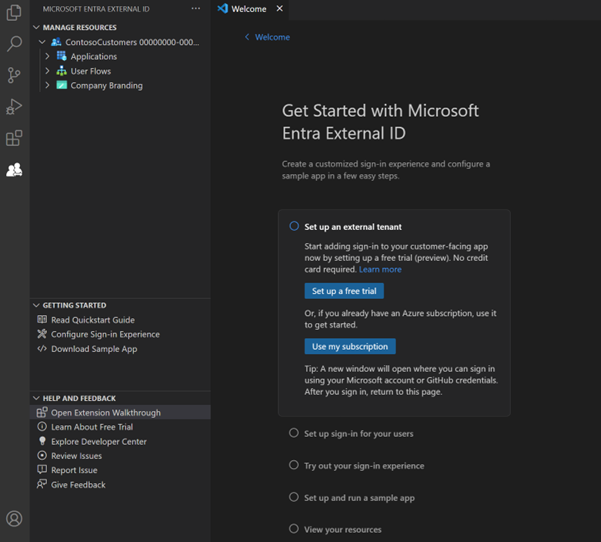 MICROSOFT ENTRA EXTERNAL ID
···
Welcome
MANAGE RESOURCES
ContosoCustomers 00000000-000...
Applications
User Flows
Company Branding
GETTING STARTED
Read Quickstart Guide
Configure Sign-in Experience
Download Sample App
HELP AND FEEDBACK
Open Extension Walkthrough
Learn About Free Trial
Explore Developer Center
Review Issues
Report Issue
Give Feedback
Welcome
Get Started with Microsoft
Entra External ID
Create a customized sign-in experience and configure a
sample app in a few easy steps.
Set up an external tenant
Start adding sign-in to your customer-facing app
now by setting up a free trial (preview). No credit
card required. Learn more
Set up a free trial
Or, if you already have an Azure subscription, use it
to get started.
Use my subscription
Tip: A new window will open where you can sign in
using your Microsoft account or GitHub credentials.
After you sign in, return to this page.
Set up sign-in for your users
Try out your sign-in experience
Set up and run a sample app
View your resources